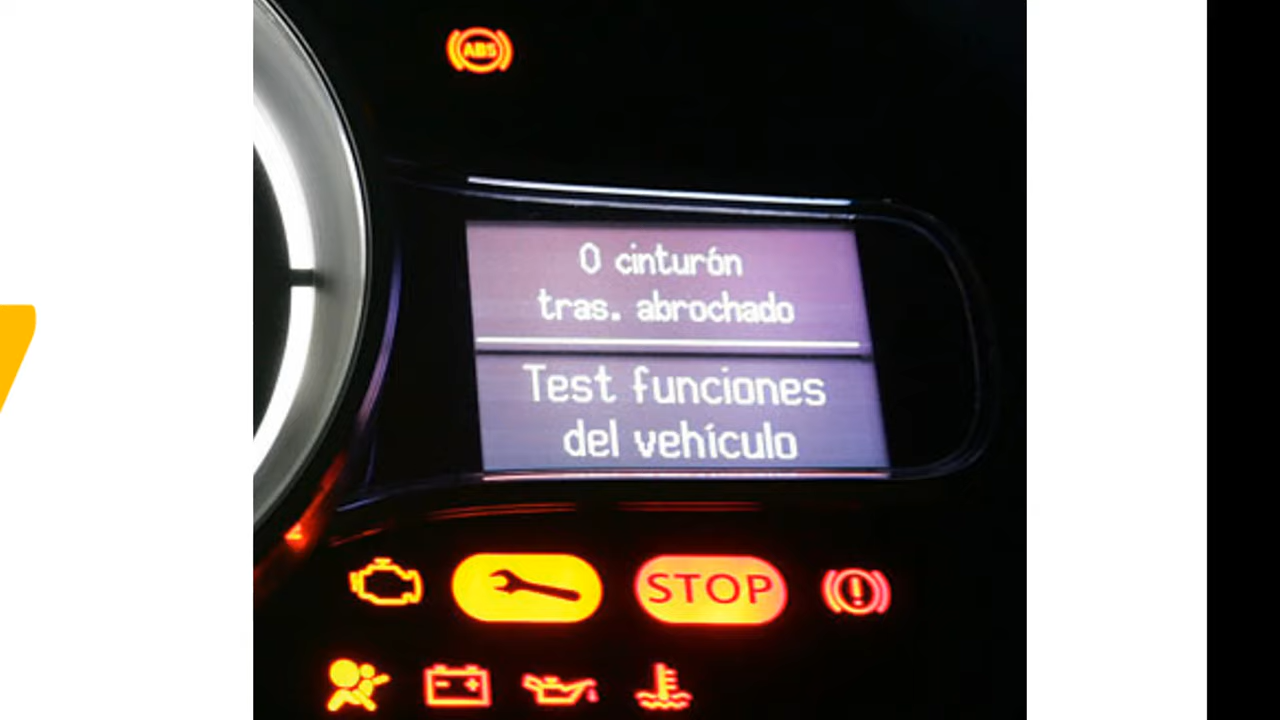 ABS
0 cinturón
tras. abrochado
Test funciones
del vehículo
STOP